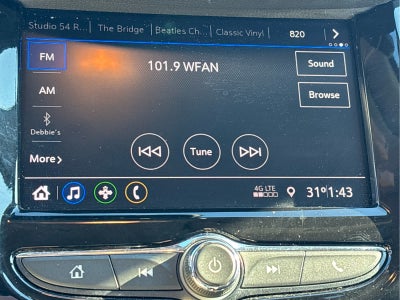 Studio 54 R... The Bridge Beatles Ch... Classic Vinyl 820
FM
101.9 WFAN
Sound
AM
Browse
Debbie's
Tune
More
4G LTE
31° 1:43